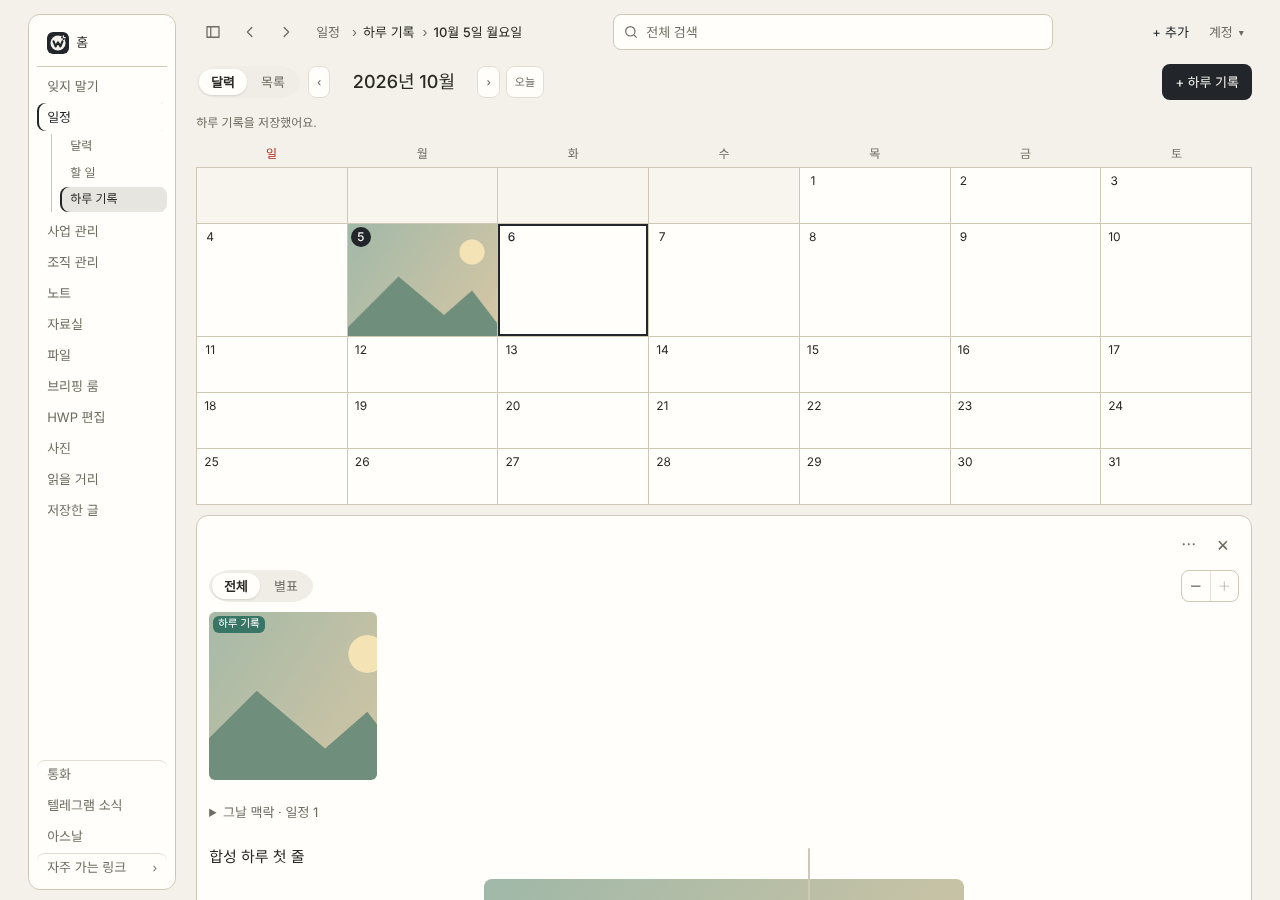 홈
일정 › 하루 기록 › 10월 5일 월요일
전체 검색
+ 추가
계정 ▾
잊지 말기
일정
달력
할 일
하루 기록
사업 관리
조직 관리
노트
자료실
파일
브리핑 룸
HWP 편집
사진
읽을 거리
저장한 글
통화
텔레그램 소식
아스날
자주 가는 링크 ›
달력 목록 ‹ 2026년 10월 › 오늘
+ 하루 기록
하루 기록을 저장했어요.
일 월 화 수 목 금 토
1 2 3
4 5 6 7 8 9 10
11 12 13 14 15 16 17
18 19 20 21 22 23 24
25 26 27 28 29 30 31
··· ✕
전체 별표
− +
하루 기록
▶ 그날 맥락 · 일정 1
합성 하루 첫 줄